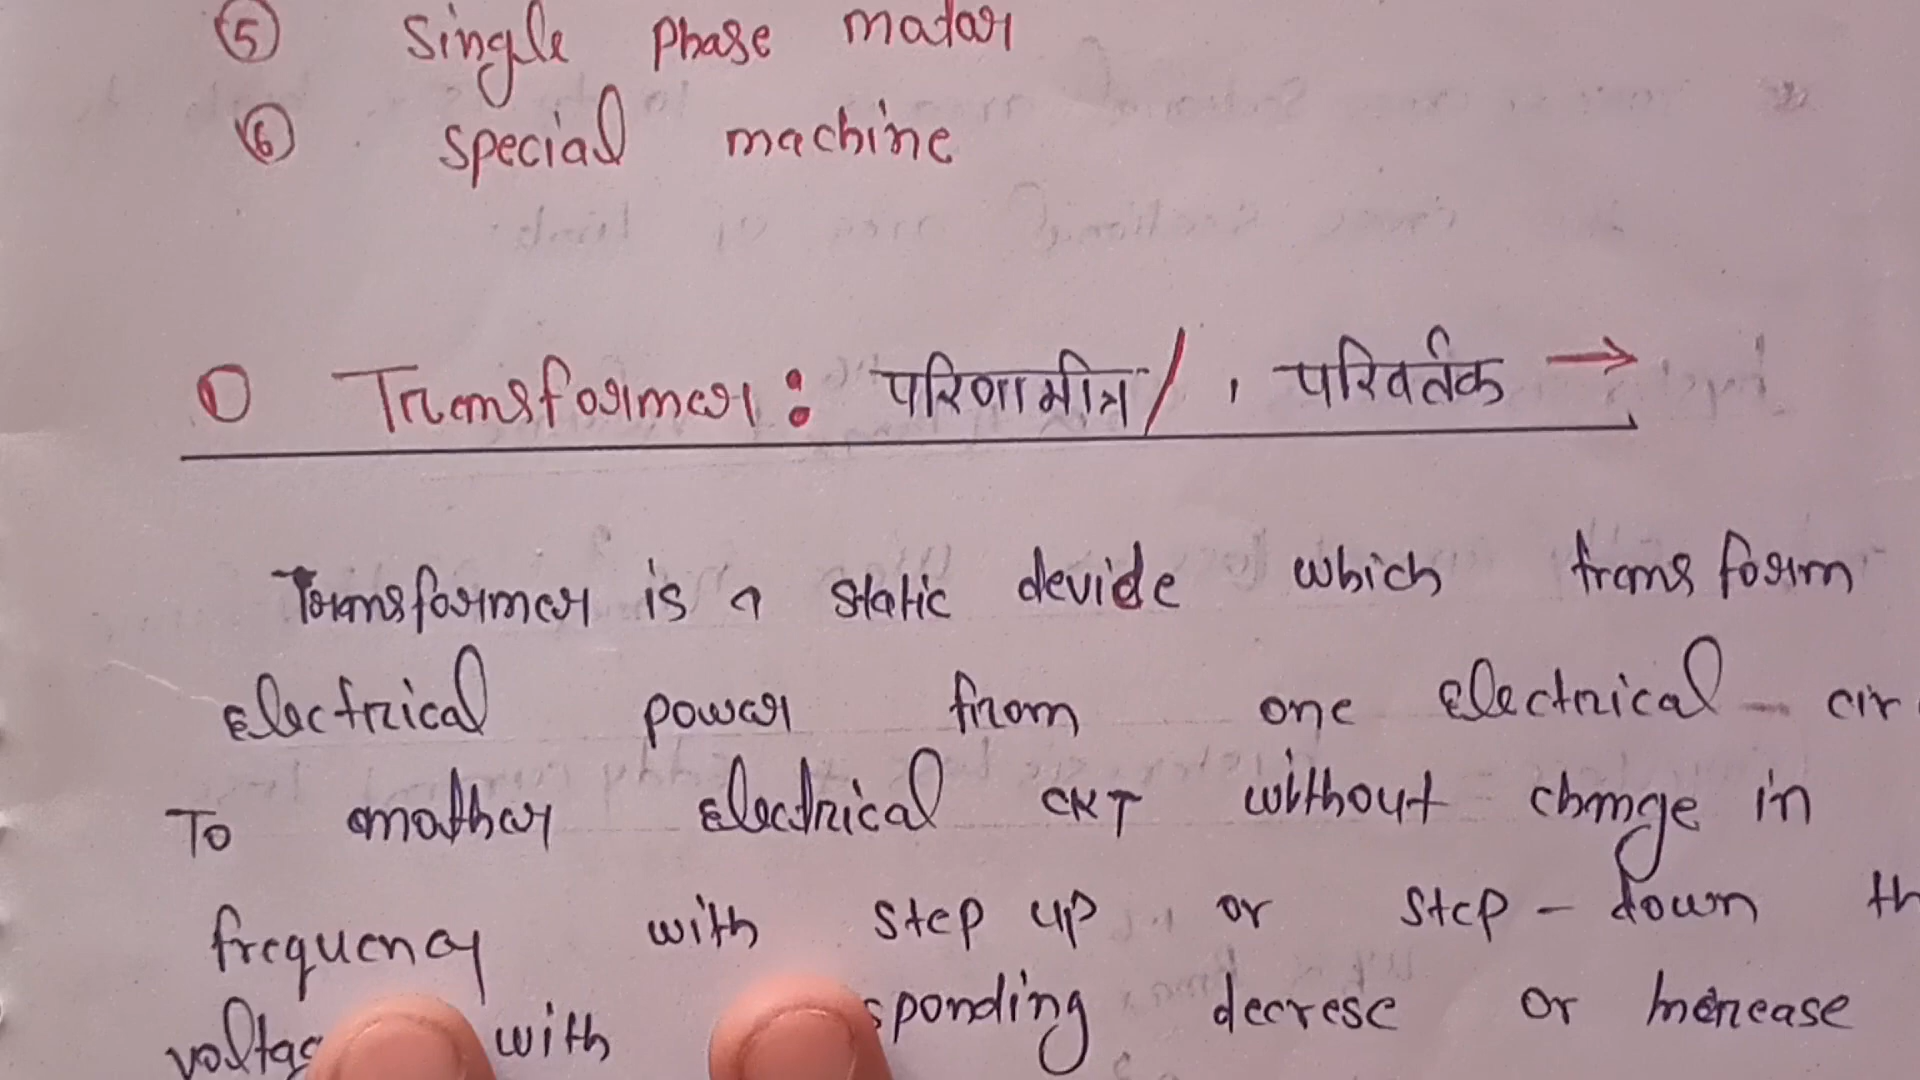 ⑤ Single Phase motor
⑥ Special machine
① Transformer : परिणामीत्र / , परिवर्तक →
Transformer is a static devide which transform
Electrical power from one Electrical - cir
To another Electrical CKT without change in
frequency with step up or step - down th
voltag with sponding decrese or Increase